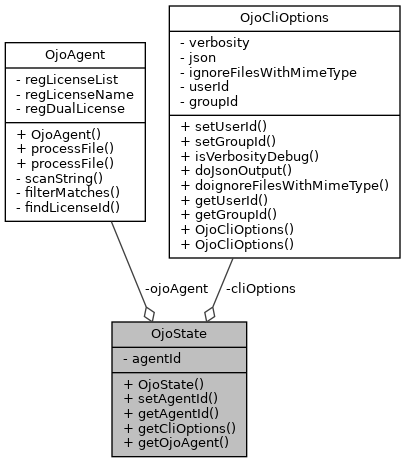 OjoCliOptions
- verbosity
- json
- ignoreFilesWithMimeType
- userId
- groupId
+ setUserId()
+ setGroupId()
+ isVerbosityDebug()
+ doJsonOutput()
+ doignoreFilesWithMimeType()
+ getUserId()
+ getGroupId()
+ OjoCliOptions()
+ OjoCliOptions()
OjoAgent
- regLicenseList
- regLicenseName
- regDualLicense
+ OjoAgent()
+ processFile()
+ processFile()
- scanString()
- filterMatches()
- findLicenseId()
-ojoAgent
-cliOptions
OjoState
- agentId
+ OjoState()
+ setAgentId()
+ getAgentId()
+ getCliOptions()
+ getOjoAgent()